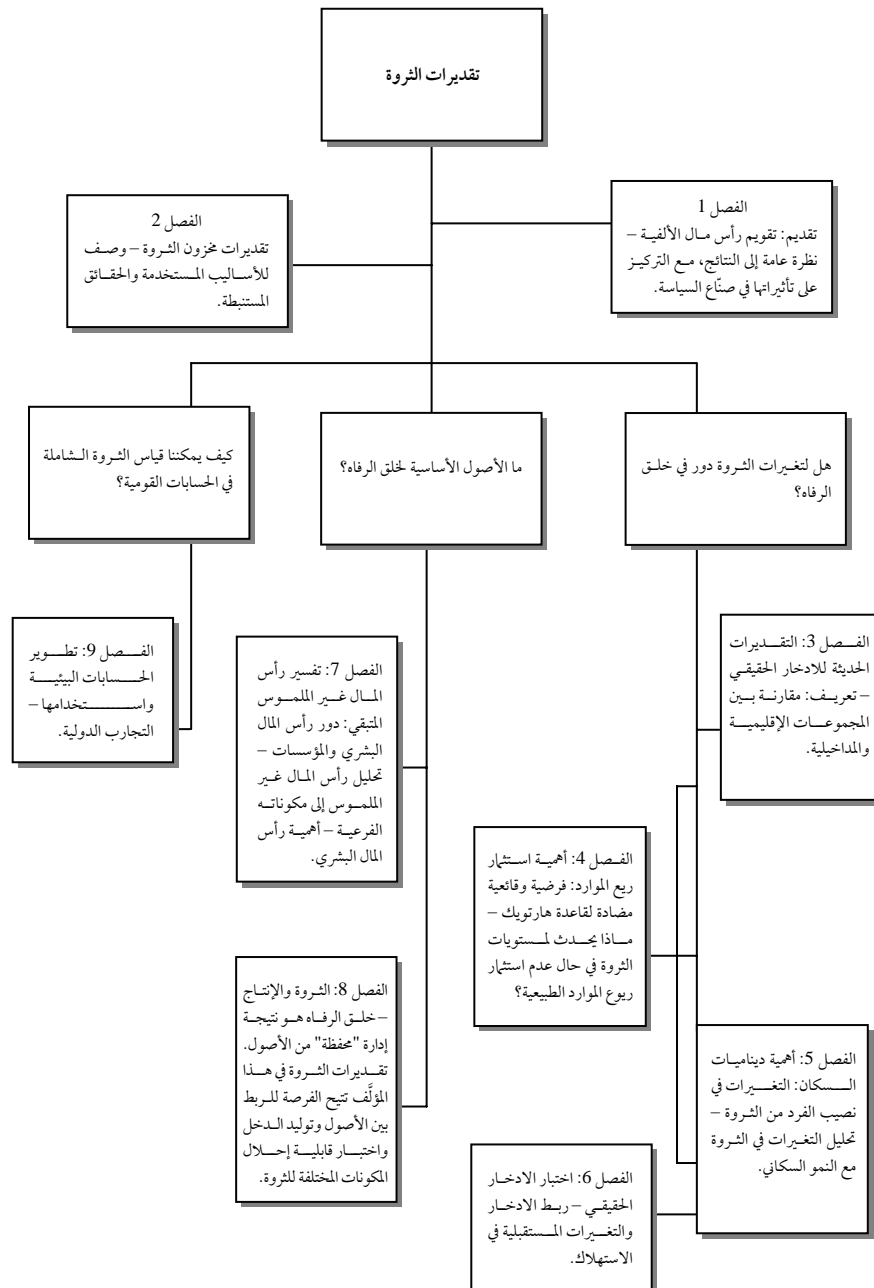 تقديرات الثروة
الفصل 1
تقديم: تقويم رأس مال الألفية –
نظرة عامة إلى النتائج، مع التركيز
على تأثيراتها في صنّاع السياسة.
الفصل 2
تقديرات مخزون الثروة – وصف
للأساليب المستخدمة والحقائق
المستنبطة.
هل لتغيرات الثروة دور في خلق
الرفاه؟
ما الأصول الأساسية لخلق الرفاه؟
كيف يمكننا قياس الثروة الشاملة
في الحسابات القومية؟
الفصل 3: التقديرات
الحديثة للادخار الحقيقي
– تعريف: مقارنة بين
المجموعات الإقليمية
والمداخيلية.
الفصل 4: أهمية استثمار
ريع الموارد: فرضية وقائعية
مضادة لقاعدة هارتويك –
ماذا يحدث لمستويات
الثروة في حال عدم استثمار
ريوع الموارد الطبيعية؟
الفصل 5: أهمية ديناميات
السكان: التغيرات في
نصيب الفرد من الثروة –
تحليل التغيرات في الثروة
مع النمو السكاني.
الفصل 6: اختبار الادخار
الحقيقي – ربط الادخار
والتغيرات المستقبلية في
الاستهلاك.
الفصل 7: تفسير رأس
المال غير الملموس
المتبقي: دور رأس المال
البشري والمؤسسات –
تحليل رأس المال غير
الملموس إلى مكوناته
الفرعية – أهمية رأس
المال البشري.
الفصل 8: الثروة والإنتاج
– خلق الرفاه هو نتيجة
إدارة "محفظة" من الأصول.
تقديرات الثروة في هذا
المؤلَّف تتيح الفرصة للربط
بين الأصول وتوليد الدخل
واختبار قابلية إحلال
المكونات المختلفة للثروة.
الفصل 9: تطوير
الحسابات البيئية
واستخدامها –
التجارب الدولية.